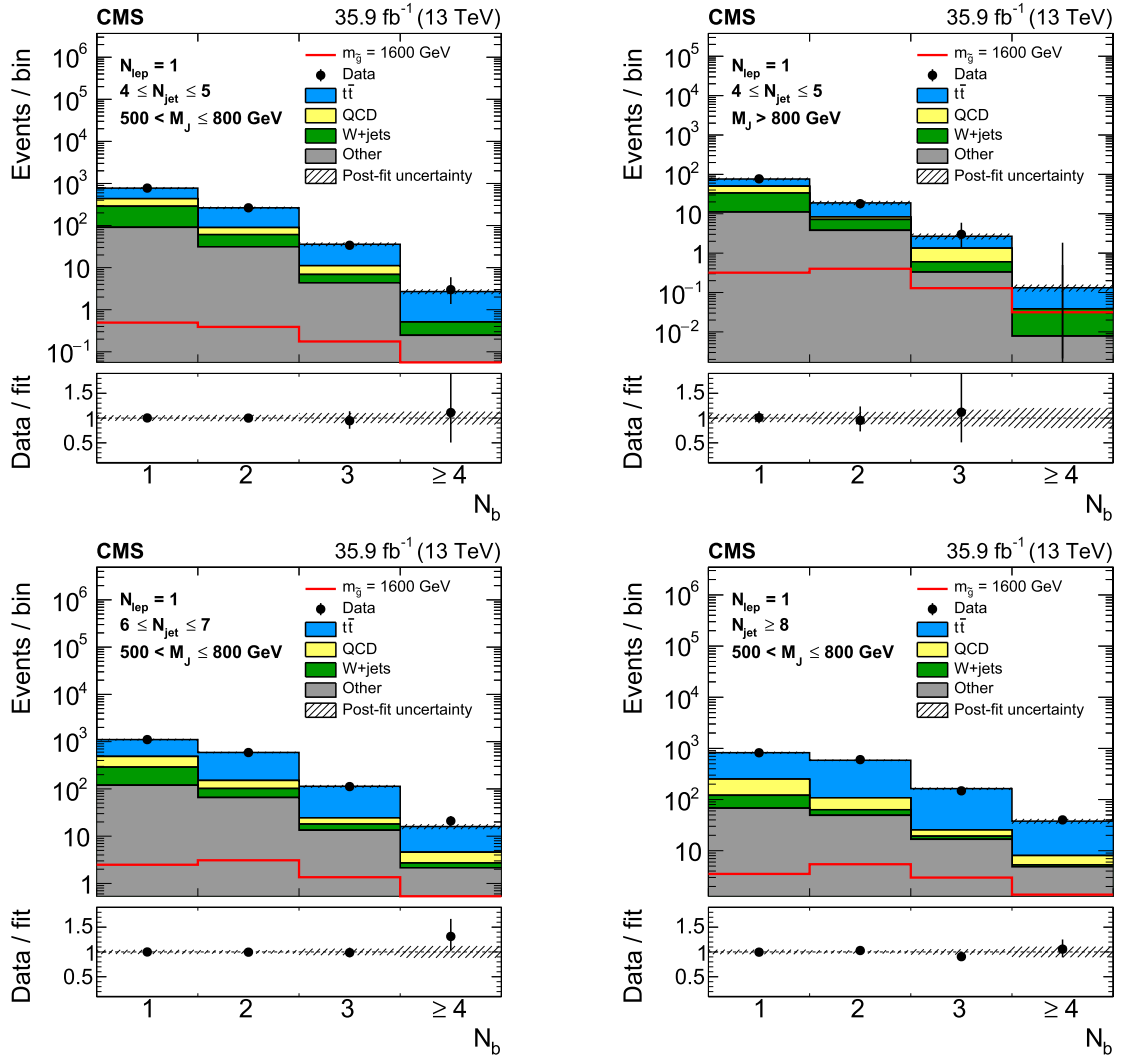 CMS 35.9 fb⁻¹ (13 TeV)
Events / bin
10⁶
10⁵
10⁴
10³
10²
10
1
10⁻¹
N_lep = 1
4 ≤ N_jet ≤ 5
500 < M_J ≤ 800 GeV
m_g̃ = 1600 GeV
Data
tt̄
QCD
W+jets
Other
Post-fit uncertainty
Data / fit
1.5
1
0.5
1 2 3 ≥ 4
N_b
CMS 35.9 fb⁻¹ (13 TeV)
Events / bin
10⁵
10⁴
10³
10²
10
1
10⁻¹
10⁻²
N_lep = 1
4 ≤ N_jet ≤ 5
M_J > 800 GeV
m_g̃ = 1600 GeV
Data
tt̄
QCD
W+jets
Other
Post-fit uncertainty
Data / fit
1.5
1
0.5
1 2 3 ≥ 4
N_b
CMS 35.9 fb⁻¹ (13 TeV)
Events / bin
10⁶
10⁵
10⁴
10³
10²
10
1
N_lep = 1
6 ≤ N_jet ≤ 7
500 < M_J ≤ 800 GeV
m_g̃ = 1600 GeV
Data
tt̄
QCD
W+jets
Other
Post-fit uncertainty
Data / fit
1.5
1
0.5
1 2 3 ≥ 4
N_b
CMS 35.9 fb⁻¹ (13 TeV)
Events / bin
10⁶
10⁵
10⁴
10³
10²
10
N_lep = 1
N_jet ≥ 8
500 < M_J ≤ 800 GeV
m_g̃ = 1600 GeV
Data
tt̄
QCD
W+jets
Other
Post-fit uncertainty
Data / fit
1.5
1
0.5
1 2 3 ≥ 4
N_b